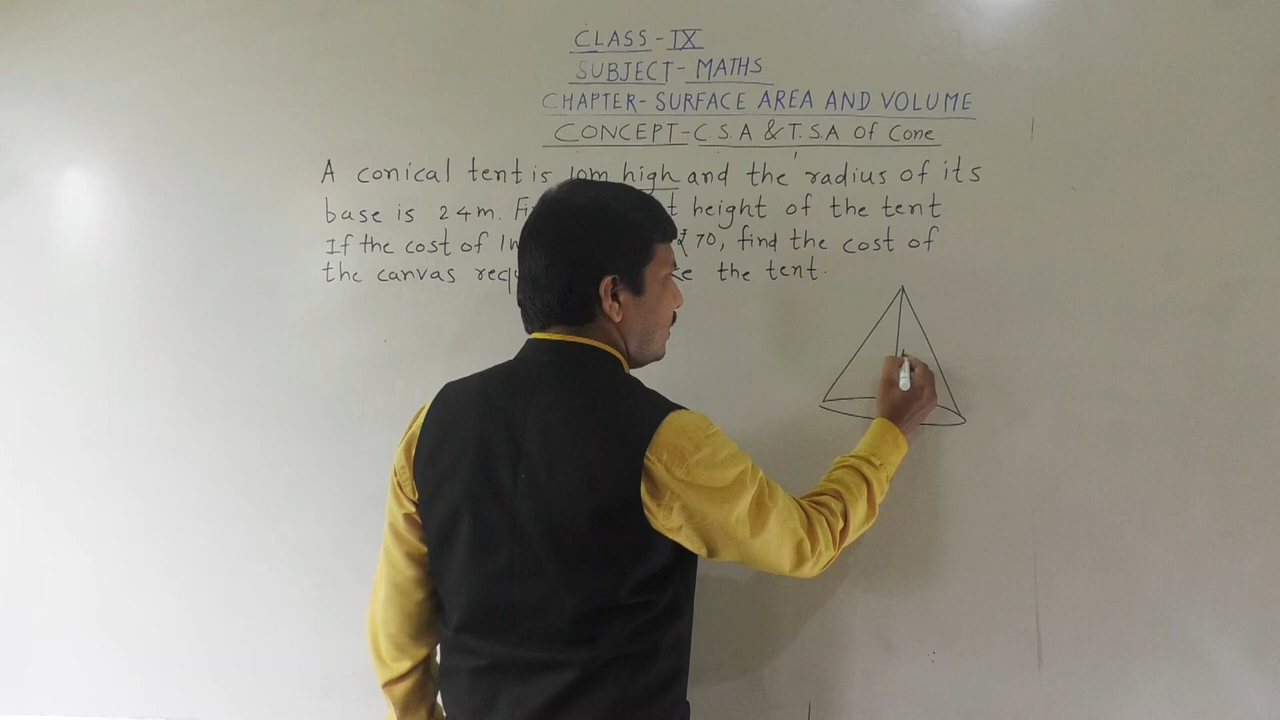 CLASS-IX
SUBJECT- MATHS
CHAPTER- SURFACE AREA AND VOLUME
CONCEPT-C.S.A & T.S.A of Cone
A conical tent is 10m high and the radius of its
base is 24m. height of the tent
If the cost of ₹70, find the cost of
the canvas the tent.